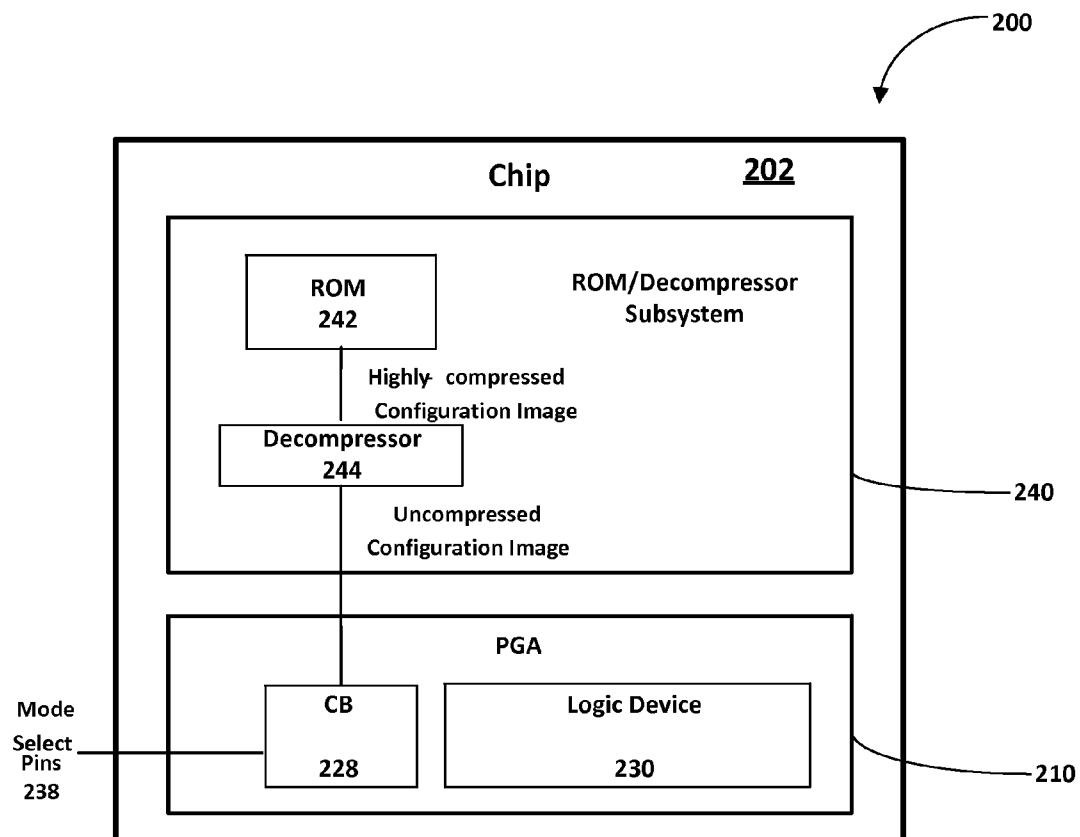 200
Chip 202
ROM
242
ROM/Decompressor
Subsystem
Highly- compressed
Configuration Image
Decompressor
244
240
Uncompressed
Configuration Image
PGA
CB
228
Logic Device
230
Mode
Select
Pins
238
210